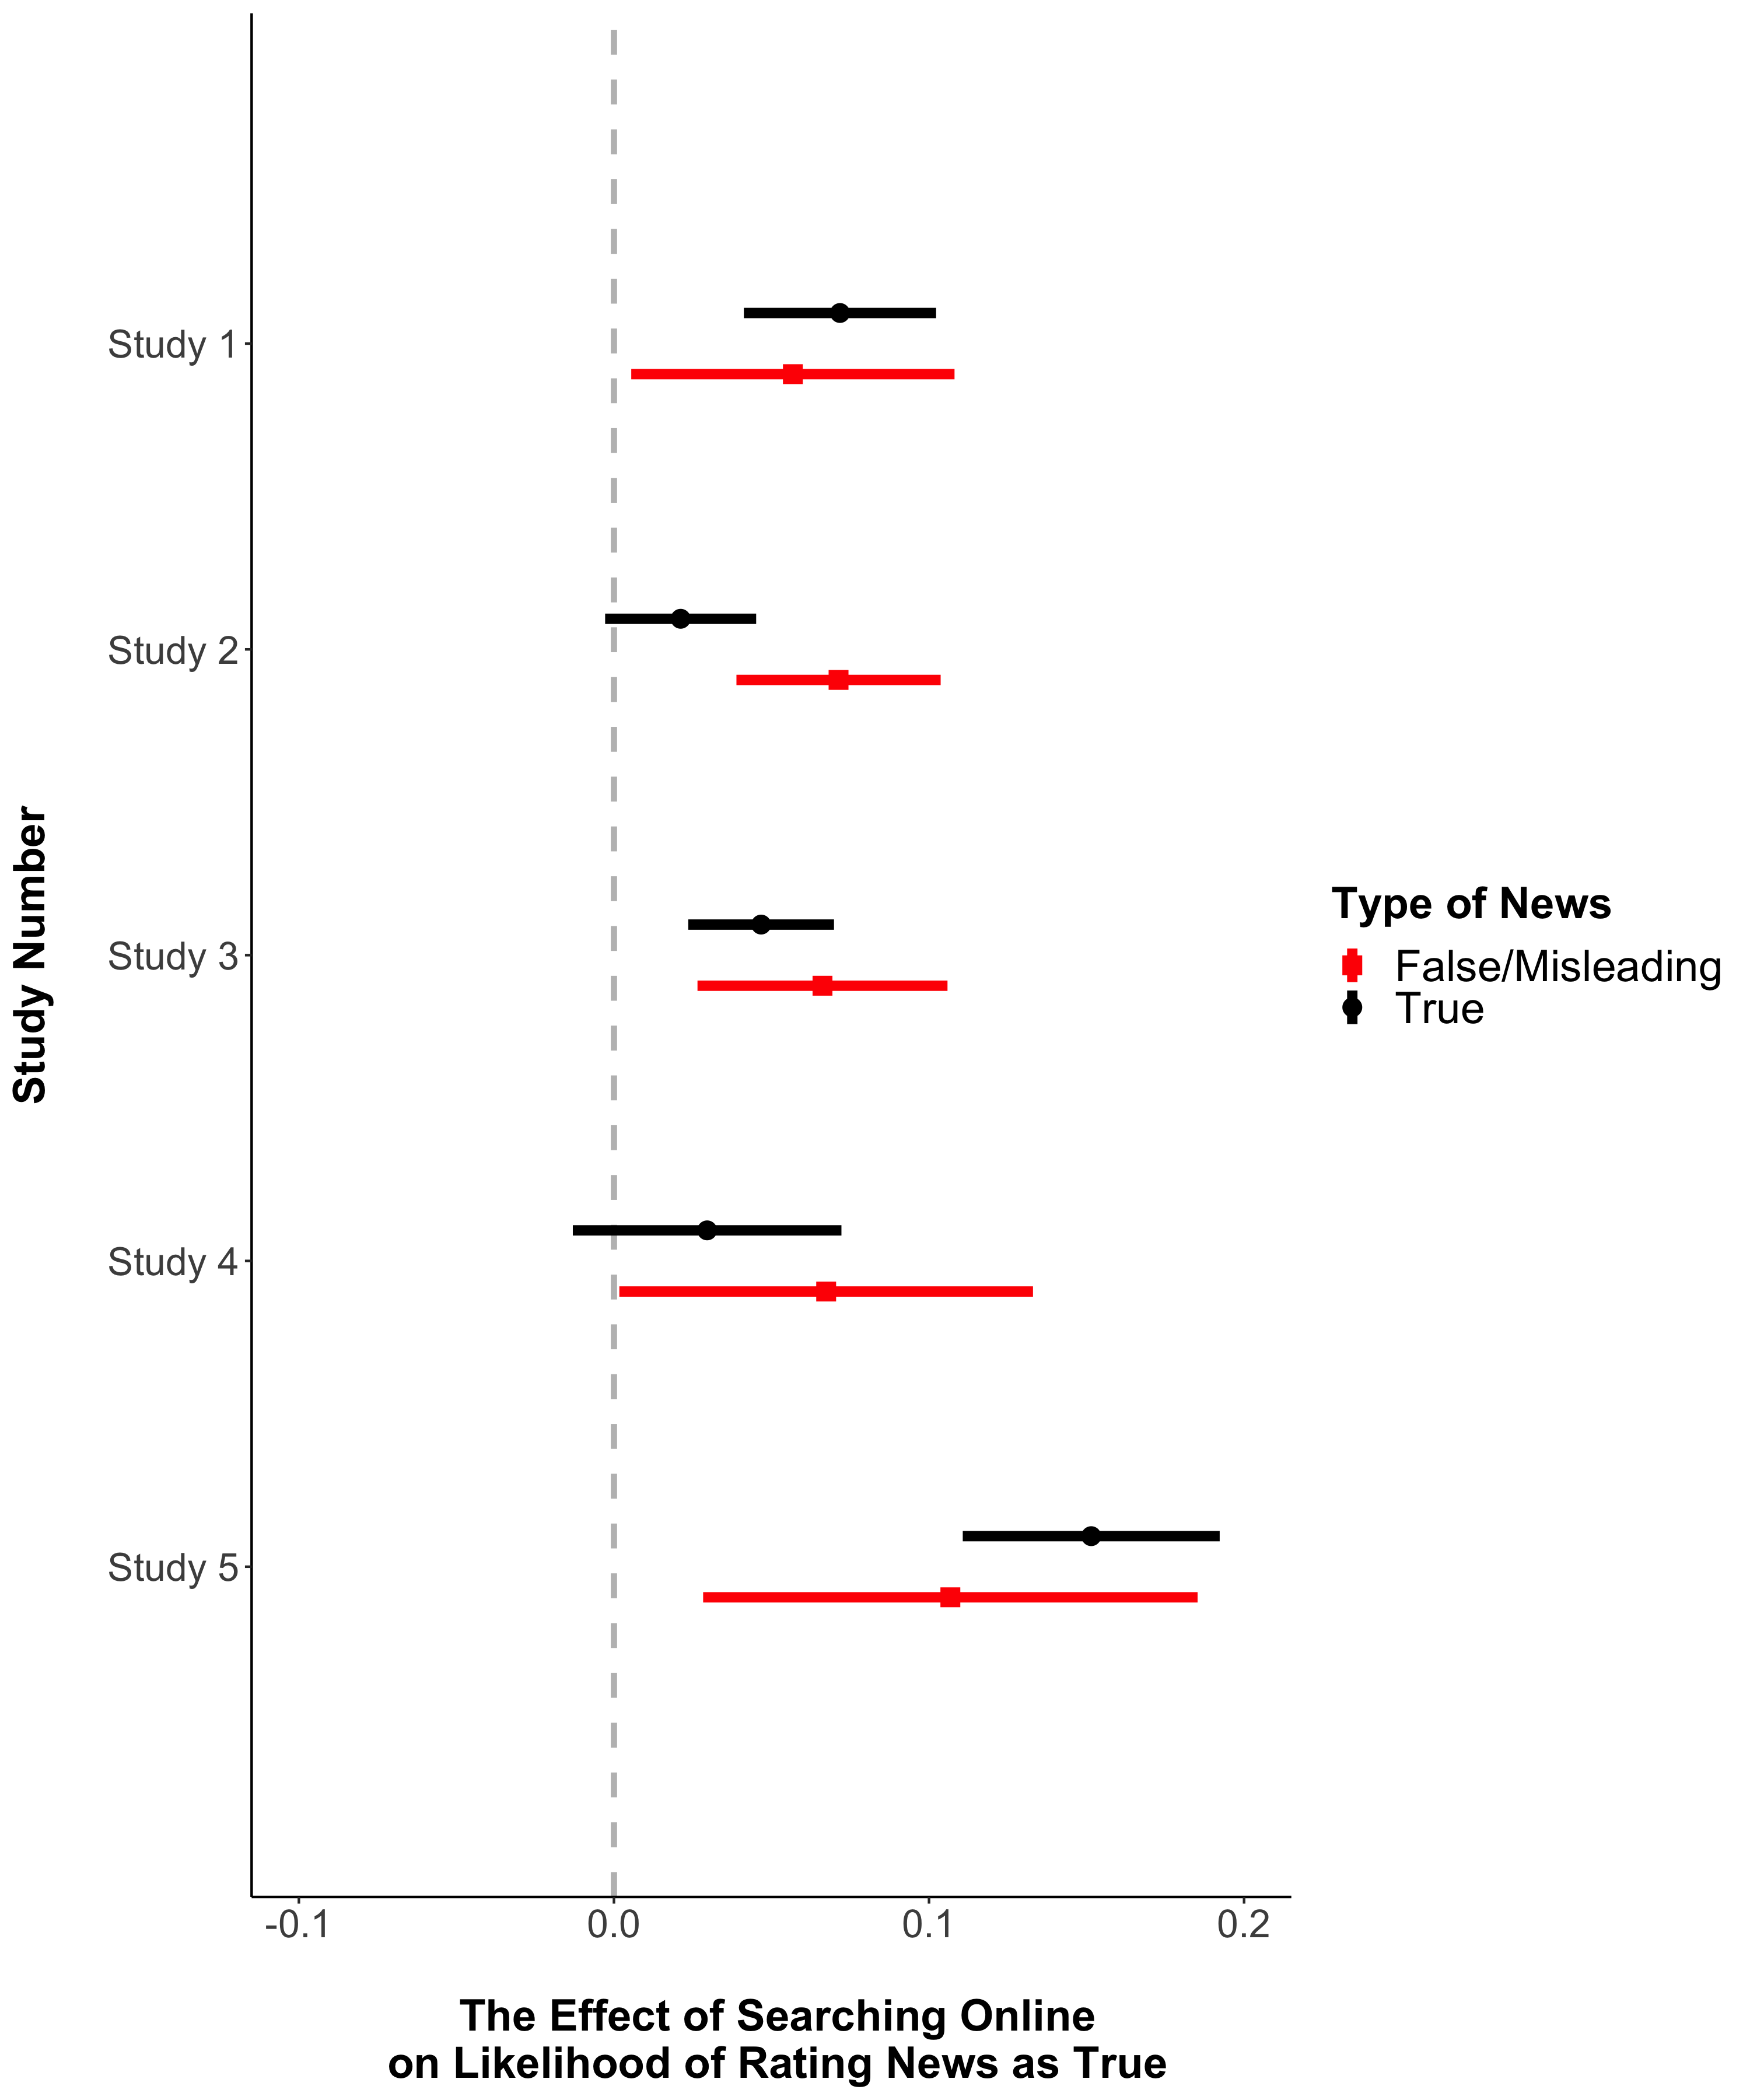 Study Number
Study 1
Study 2
Study 3
Study 4
Study 5
-0.1
0.0
0.1
0.2
The Effect of Searching Online
on Likelihood of Rating News as True
Type of News
False/Misleading
True